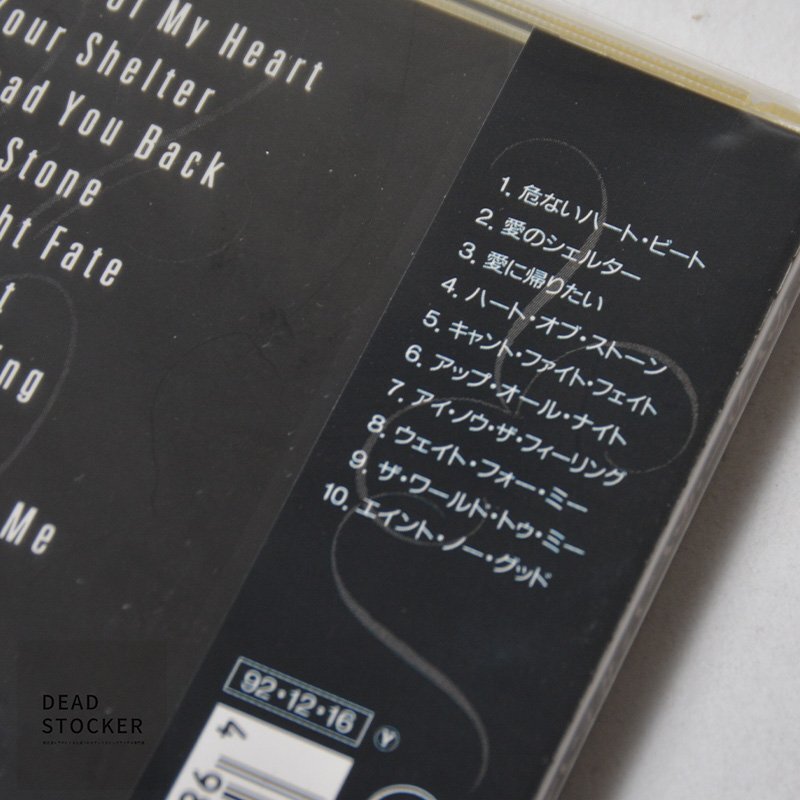 My Heart
Shelter
You Back
Stone
Fate
Me
1. 危ないハート・ビート
2. 愛のシェルター
3. 愛に帰りたい
4. ハート・オブ・ストーン
5. キャント・ファイト・フェイト
6. アップ・オール・ナイト
7. アイ・ノウ・ザ・フィーリング
8. ウェイト・フォー・ミー
9. ザ・ワールド・トゥ・ミー
10. エイント・ノー・グッド
92・12・16 Y
4
DEAD
STOCKER